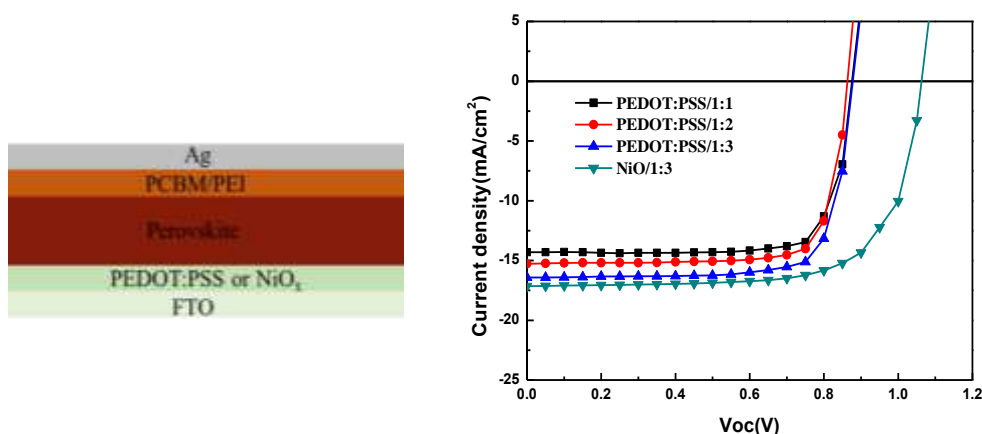 Ag
PCBM/PEI
Perovskite
PEDOT:PSS or NiOₓ
FTO
5
0
-5
-10
-15
-20
-25
Current density(mA/cm²)
PEDOT:PSS/1:1
PEDOT:PSS/1:2
PEDOT:PSS/1:3
NiO/1:3
0.0 0.2 0.4 0.6 0.8 1.0 1.2
Voc(V)